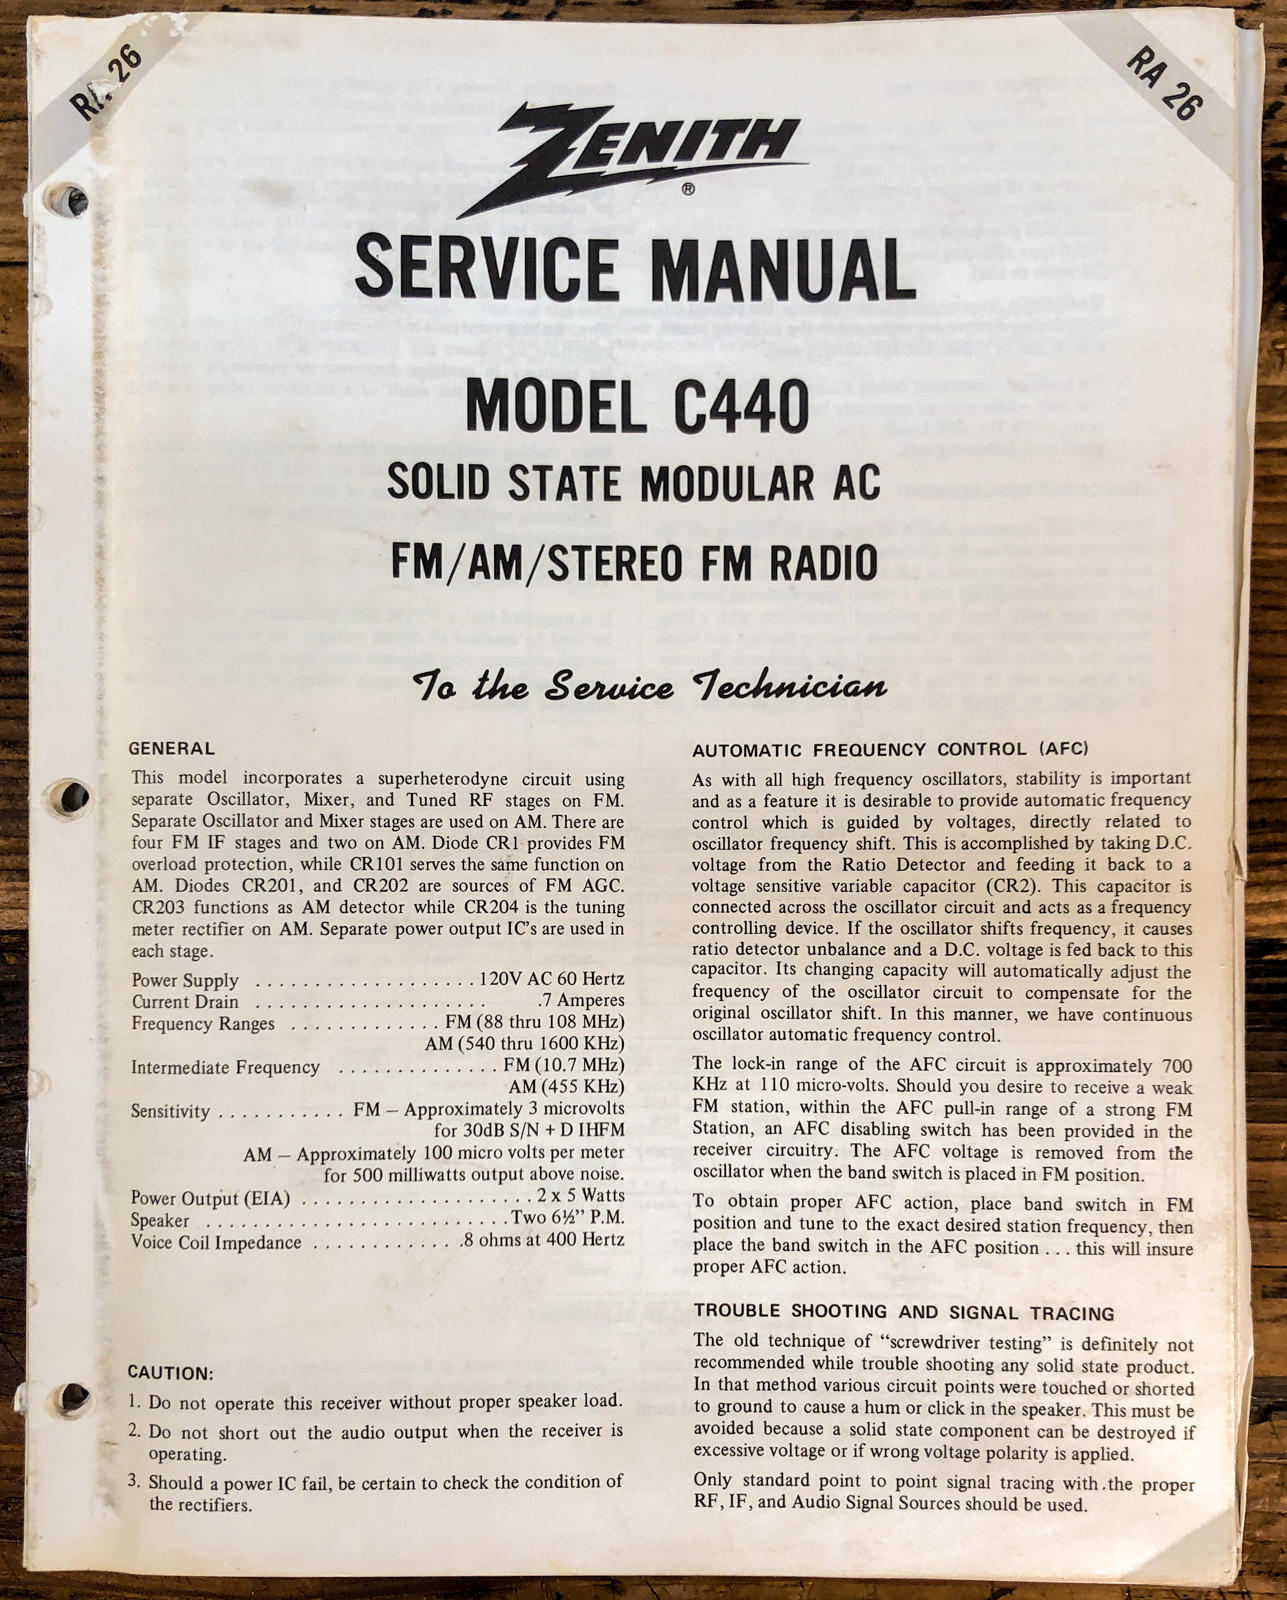 RA 26
RA 26
ZENITH
®
SERVICE MANUAL
MODEL C440
SOLID STATE MODULAR AC
FM/AM/STEREO FM RADIO
To the Service Technician
GENERAL
This model incorporates a superheterodyne circuit using
separate Oscillator, Mixer, and Tuned RF stages on FM.
Separate Oscillator and Mixer stages are used on AM. There are
four FM IF stages and two on AM. Diode CR1 provides FM
overload protection, while CR101 serves the same function on
AM. Diodes CR201, and CR202 are sources of FM AGC.
CR203 functions as AM detector while CR204 is the tuning
meter rectifier on AM. Separate power output IC's are used in
each stage.
Power Supply . . . . . . . . . . . . . . . . . . . . . 120V AC 60 Hertz
Current Drain . . . . . . . . . . . . . . . . . . . . . .7 Amperes
Frequency Ranges . . . . . . . . . . . . . . FM (88 thru 108 MHz)
AM (540 thru 1600 KHz)
Intermediate Frequency . . . . . . . . . . . . . . FM (10.7 MHz)
AM (455 KHz)
Sensitivity . . . . . . . . . . . FM – Approximately 3 microvolts
for 30dB S/N + D IHFM
AM – Approximately 100 micro volts per meter
for 500 milliwatts output above noise.
Power Output (EIA) . . . . . . . . . . . . . . . . . . . . . 2 x 5 Watts
Speaker . . . . . . . . . . . . . . . . . . . . . . . . . . . Two 6½" P.M.
Voice Coil Impedance . . . . . . . . . . . . .8 ohms at 400 Hertz
CAUTION:
1. Do not operate this receiver without proper speaker load.
2. Do not short out the audio output when the receiver is
operating.
3. Should a power IC fail, be certain to check the condition of
the rectifiers.
AUTOMATIC FREQUENCY CONTROL (AFC)
As with all high frequency oscillators, stability is important
and as a feature it is desirable to provide automatic frequency
control which is guided by voltages, directly related to
oscillator frequency shift. This is accomplished by taking D.C.
voltage from the Ratio Detector and feeding it back to a
voltage sensitive variable capacitor (CR2). This capacitor is
connected across the oscillator circuit and acts as a frequency
controlling device. If the oscillator shifts frequency, it causes
ratio detector unbalance and a D.C. voltage is fed back to this
capacitor. Its changing capacity will automatically adjust the
frequency of the oscillator circuit to compensate for the
original oscillator shift. In this manner, we have continuous
oscillator automatic frequency control.
The lock-in range of the AFC circuit is approximately 700
KHz at 110 micro-volts. Should you desire to receive a weak
FM station, within the AFC pull-in range of a strong FM
Station, an AFC disabling switch has been provided in the
receiver circuitry. The AFC voltage is removed from the
oscillator when the band switch is placed in FM position.
To obtain proper AFC action, place band switch in FM
position and tune to the exact desired station frequency, then
place the band switch in the AFC position . . . this will insure
proper AFC action.
TROUBLE SHOOTING AND SIGNAL TRACING
The old technique of "screwdriver testing" is definitely not
recommended while trouble shooting any solid state product.
In that method various circuit points were touched or shorted
to ground to cause a hum or click in the speaker. This must be
avoided because a solid state component can be destroyed if
excessive voltage or if wrong voltage polarity is applied.
Only standard point to point signal tracing with the proper
RF, IF, and Audio Signal Sources should be used.